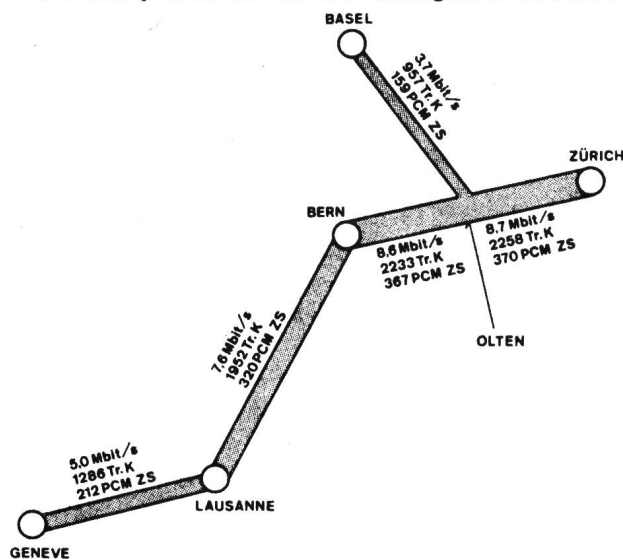 BASEL
3.7 Mbit/s
957 Tr. K
159 PCM ZS
ZÜRICH
BERN
8.6 Mbit/s
2233 Tr. K
367 PCM ZS
8.7 Mbit/s
2258 Tr. K
370 PCM ZS
OLTEN
7.6 Mbit/s
1952 Tr. K
320 PCM ZS
5.0 Mbit/s
1286 Tr. K
212 PCM ZS
LAUSANNE
GENEVE